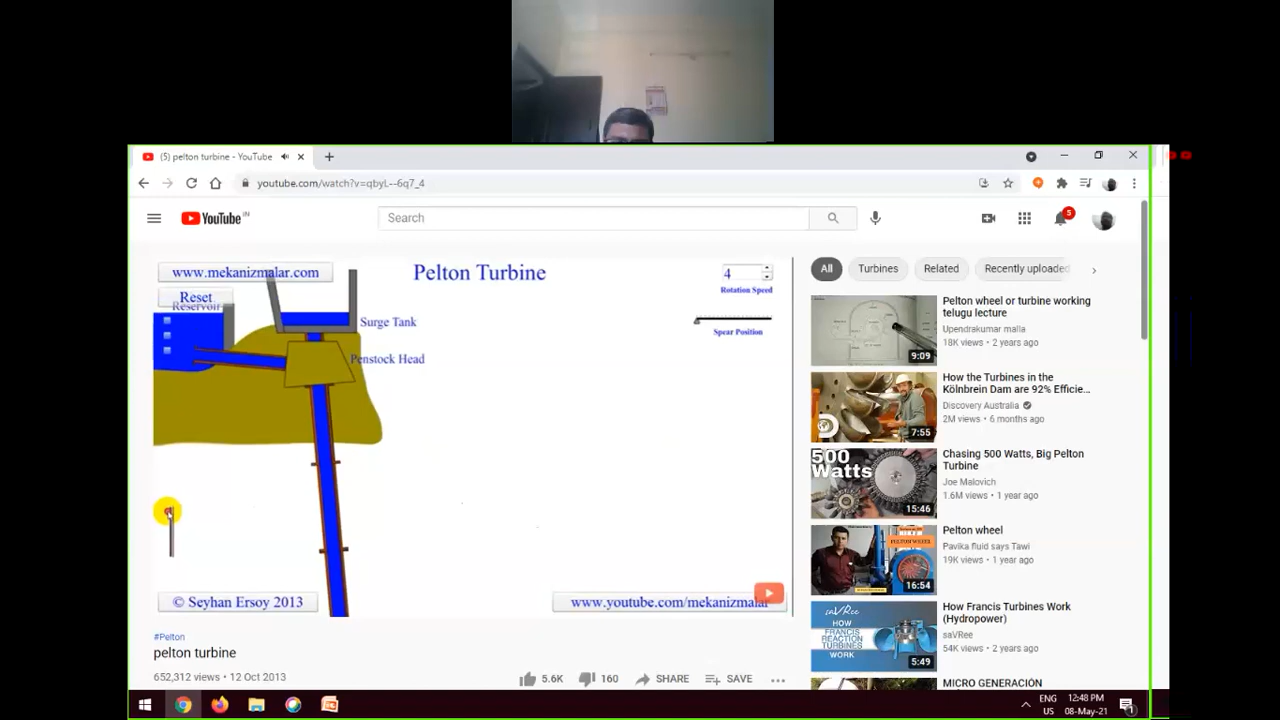 (5) pelton turbine - YouTube
youtube.com/watch?v=qbyL--6q7_4
YouTube IN
Search
5
www.mekanizmalar.com
Pelton Turbine
4
Rotation Speed
Reset
Reservoir
Surge Tank
Spear Position
Penstock Head
© Seyhan Ersoy 2013
www.youtube.com/mekanizmalar
#Pelton
pelton turbine
652,312 views • 12 Oct 2013
5.6K
160
SHARE
SAVE
All
Turbines
Related
Recently uploaded
Pelton wheel or turbine working
telugu lecture
Upendrakumar malla
18K views • 2 years ago
9:09
How the Turbines in the
Kölnbrein Dam are 92% Efficie...
Discovery Australia
2M views • 6 months ago
7:55
500
Watts
Chasing 500 Watts, Big Pelton
Turbine
Joe Malovich
1.6M views • 1 year ago
15:46
Pelton wheel
Pavika fluid says Tawi
19K views • 1 year ago
PELTON WHEEL
16:54
How Francis Turbines Work
(Hydropower)
saVRee
54K views • 2 years ago
saVRee
HOW
FRANCIS
REACTION
TURBINES
WORK
5:49
MICRO GENERACIÓN
ENG
US
12:48 PM
08-May-21
1